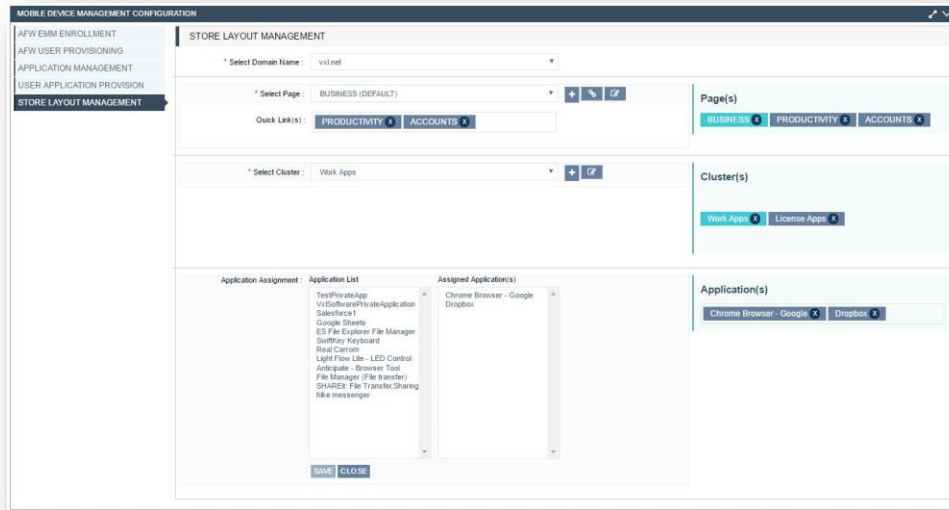 MOBILE DEVICE MANAGEMENT CONFIGURATION
AFW EMM ENROLLMENT
AFW USER PROVISIONING
APPLICATION MANAGEMENT
USER APPLICATION PROVISION
STORE LAYOUT MANAGEMENT
STORE LAYOUT MANAGEMENT
* Select Domain Name : vxl.net
* Select Page : BUSINESS (DEFAULT)
Quick Link(s) : PRODUCTIVITY X ACCOUNTS X
Page(s)
BUSINESS X PRODUCTIVITY X ACCOUNTS X
* Select Cluster : Work Apps
Cluster(s)
Work Apps X License Apps X
Application Assignment : Application List
TestPrivateApp
VxlSoftwarePrivateApplication
Salesforce1
Google Sheets
ES File Explorer File Manager
SwiftKey Keyboard
Real Carrom
Light Flow Lite - LED Control
Anticipate - Browser Tool
File Manager (File transfer)
SHAREit: File Transfer,Sharing
hike messenger
Assigned Application(s)
Chrome Browser - Google
Dropbox
Application(s)
Chrome Browser - Google X Dropbox X
SAVE CLOSE